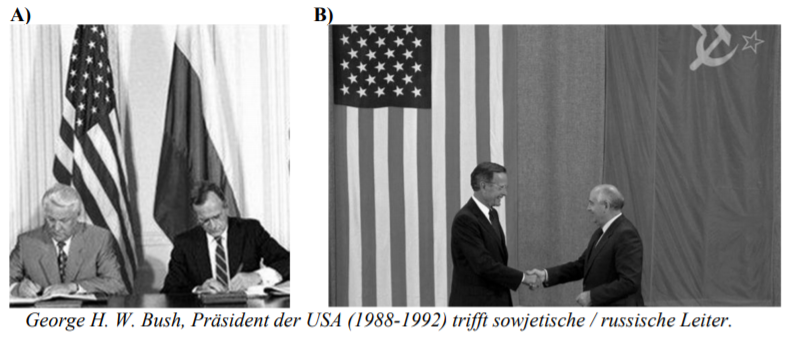 A)
B)
George H. W. Bush, Präsident der USA (1988-1992) trifft sowjetische / russische Leiter.